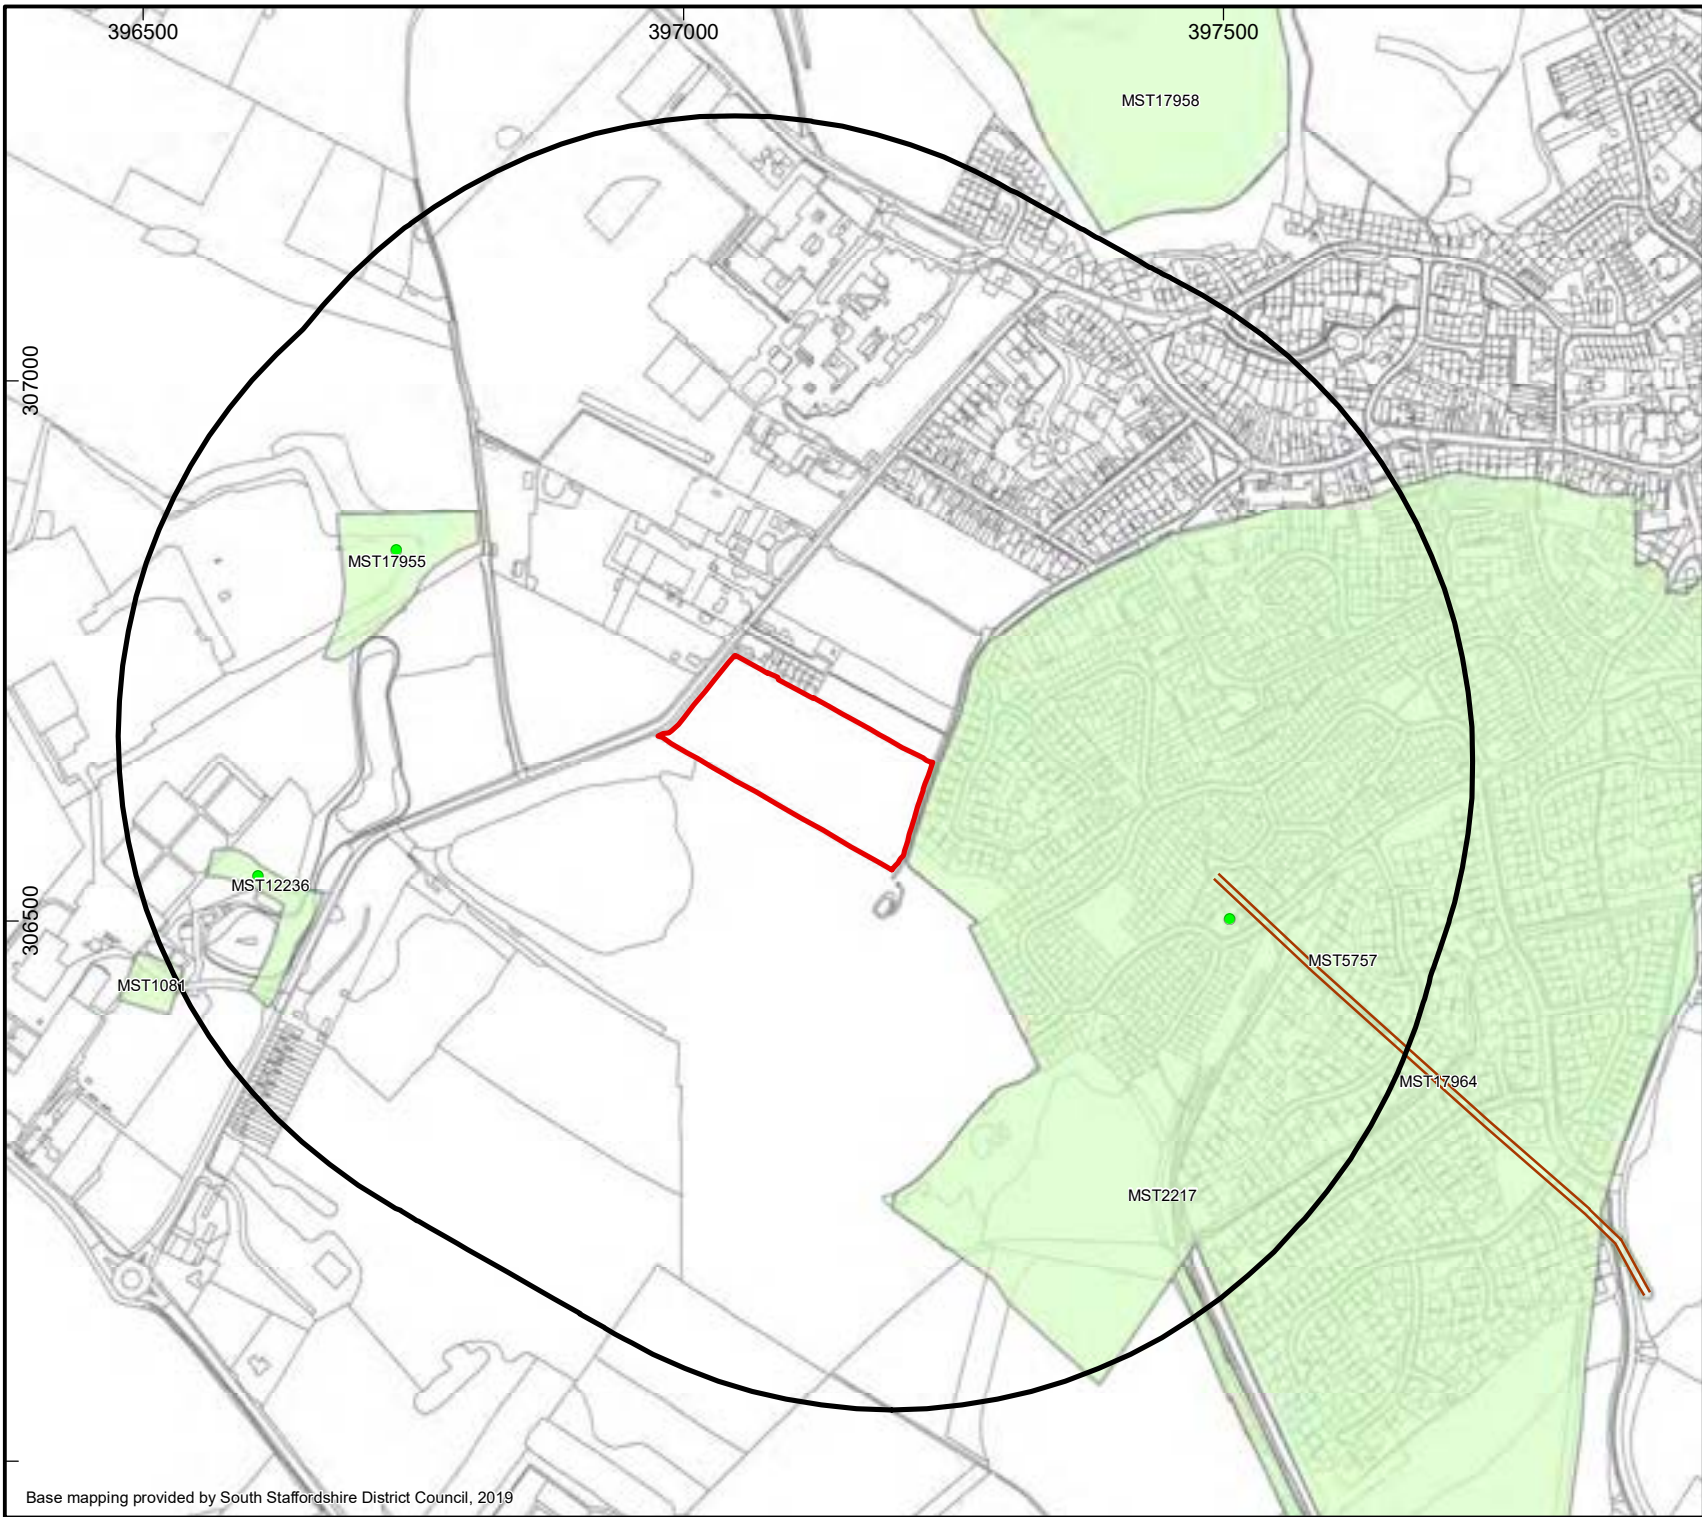 396500
397000
397500
MST17958
307000
MST17955
MST12236
306500
MST5757
MST1081
MST17964
MST2217
Base mapping provided by South Staffordshire District Council, 2019